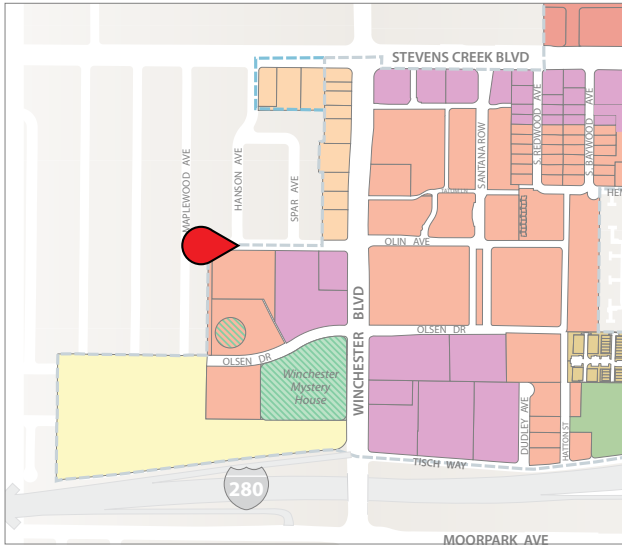 STEVENS CREEK BLVD
MAPLEWOOD AVE
HANSON AVE
SPAR AVE
SANTANA ROW
S. REDWOOD AVE
S. BAYWOOD AVE
HEN
OLIN AVE
WINCHESTER BLVD
OLSEN DR
OLSEN DR
Winchester
Mystery
House
DUDLEY AVE
HATTON ST
TISCH WAY
280
MOORPARK AVE